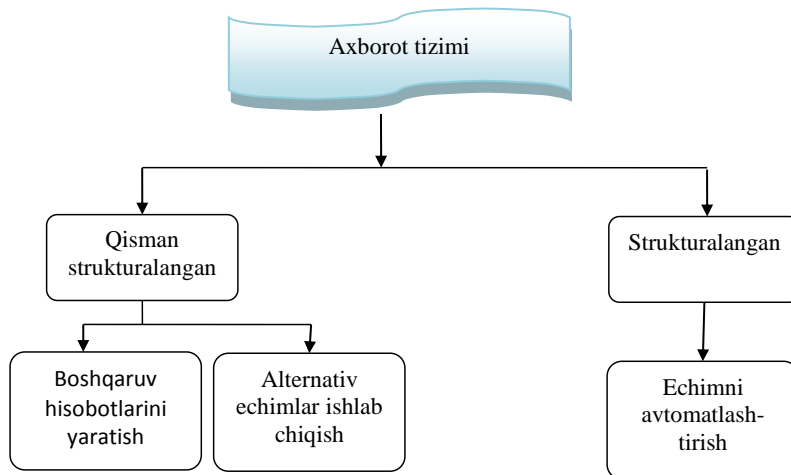 Axborot tizimi
Qisman
strukturalangan
Strukturalangan
Boshqaruv
hisobotlarini
yaratish
Alternativ
echimlar ishlab
chiqish
Echimni
avtomatlash-
tirish